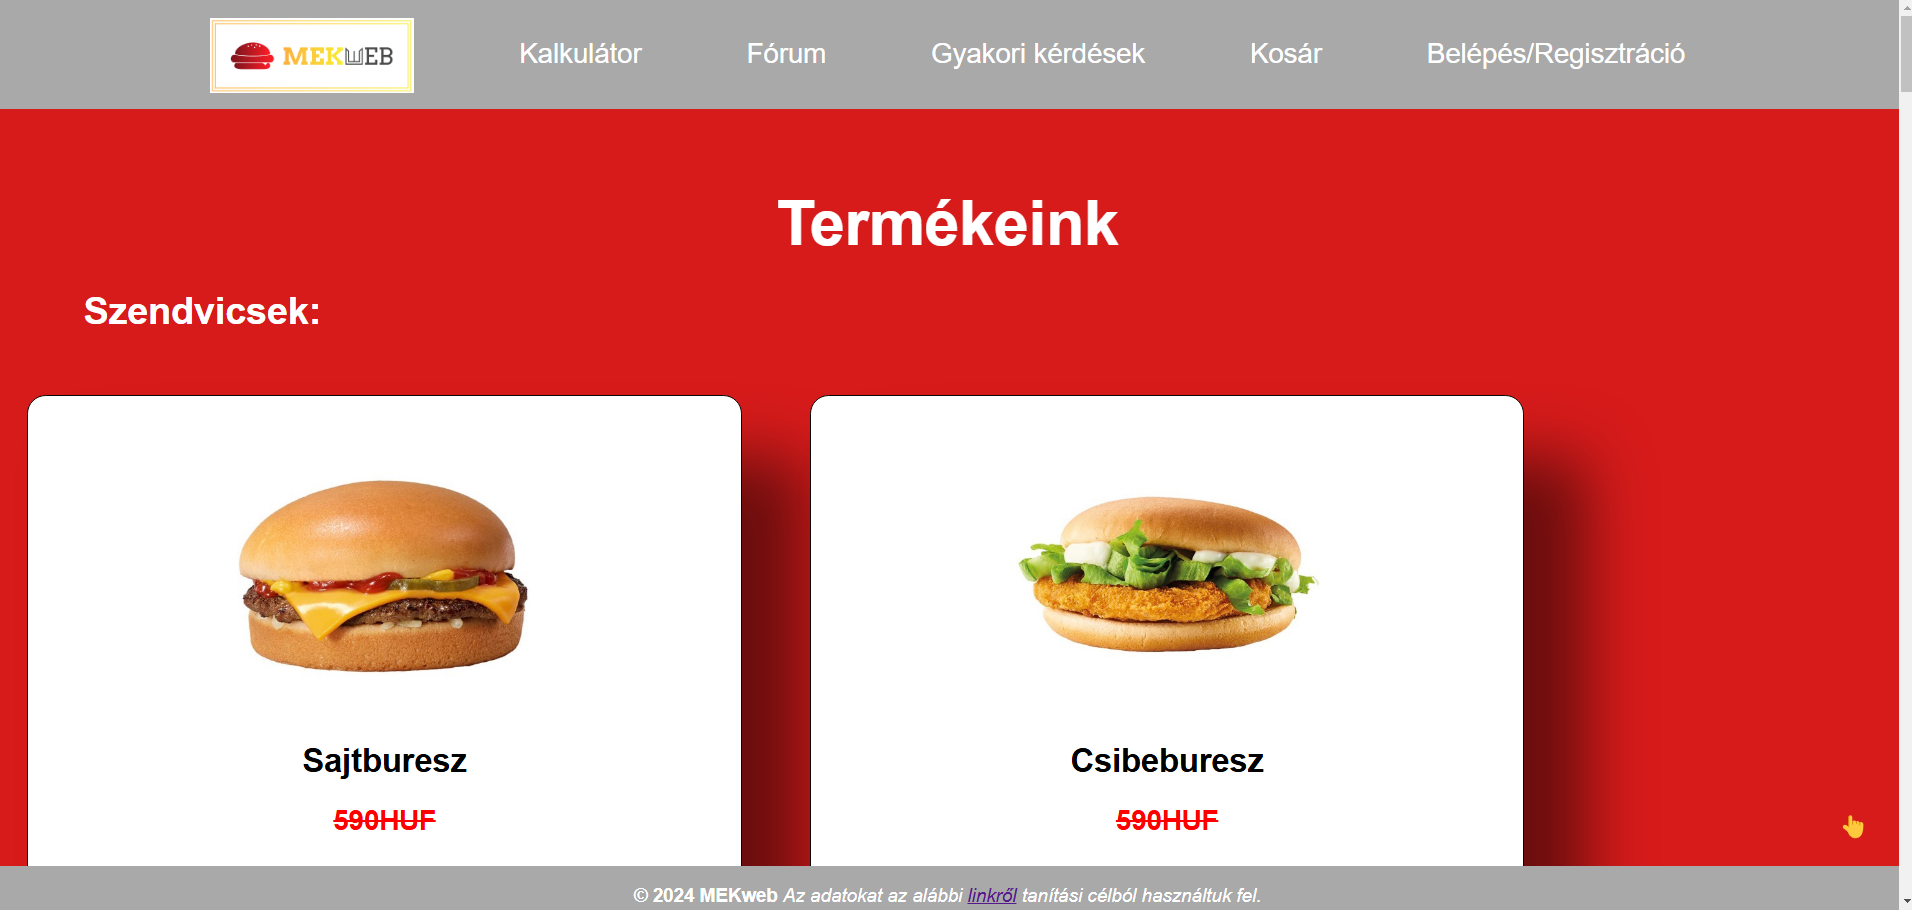 MEKWEB
Kalkulátor
Fórum
Gyakori kérdések
Kosár
Belépés/Regisztráció
Termékeink
Szendvicsek:
Sajtburesz
590HUF
Csibeburesz
590HUF
© 2024 MEKweb Az adatokat az alábbi linkről tanítási célból használtuk fel.